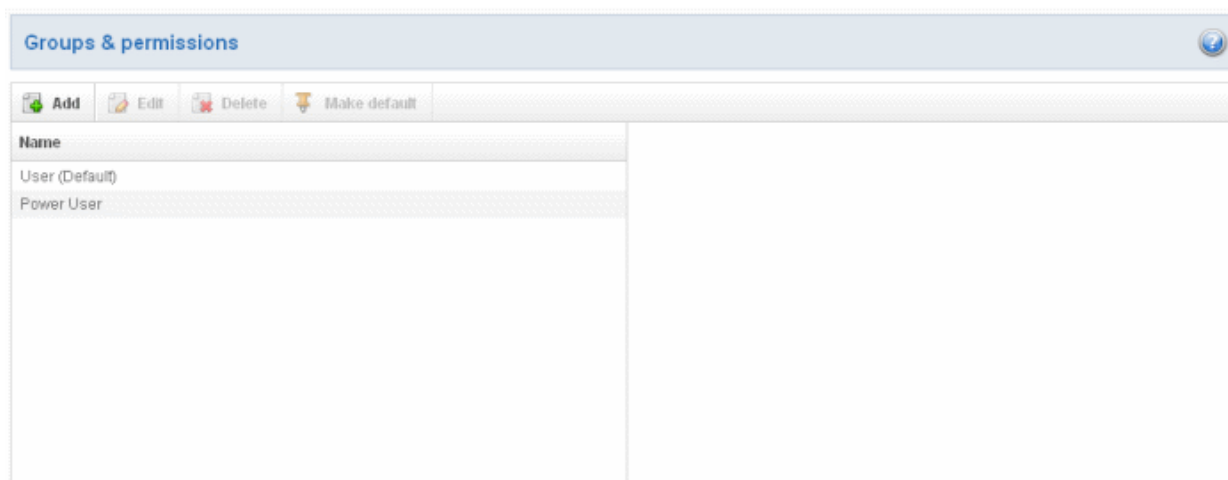 Groups & permissions
Add Edit Delete Make default
Name
User (Default)
Power User